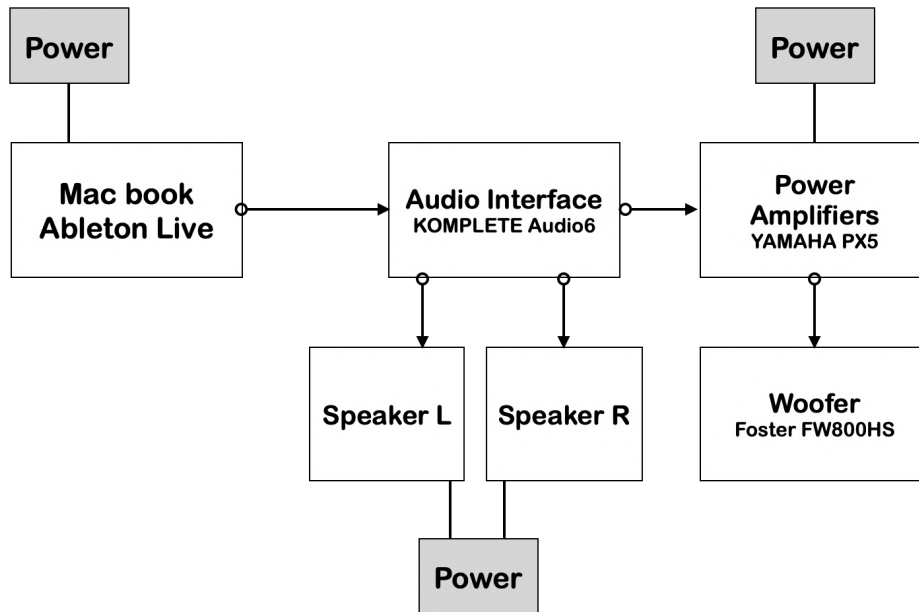 Power
Power
Mac book
Ableton Live
Audio Interface
KOMPLETE Audio6
Power
Amplifiers
YAMAHA PX5
Speaker L
Speaker R
Woofer
Foster FW800HS
Power